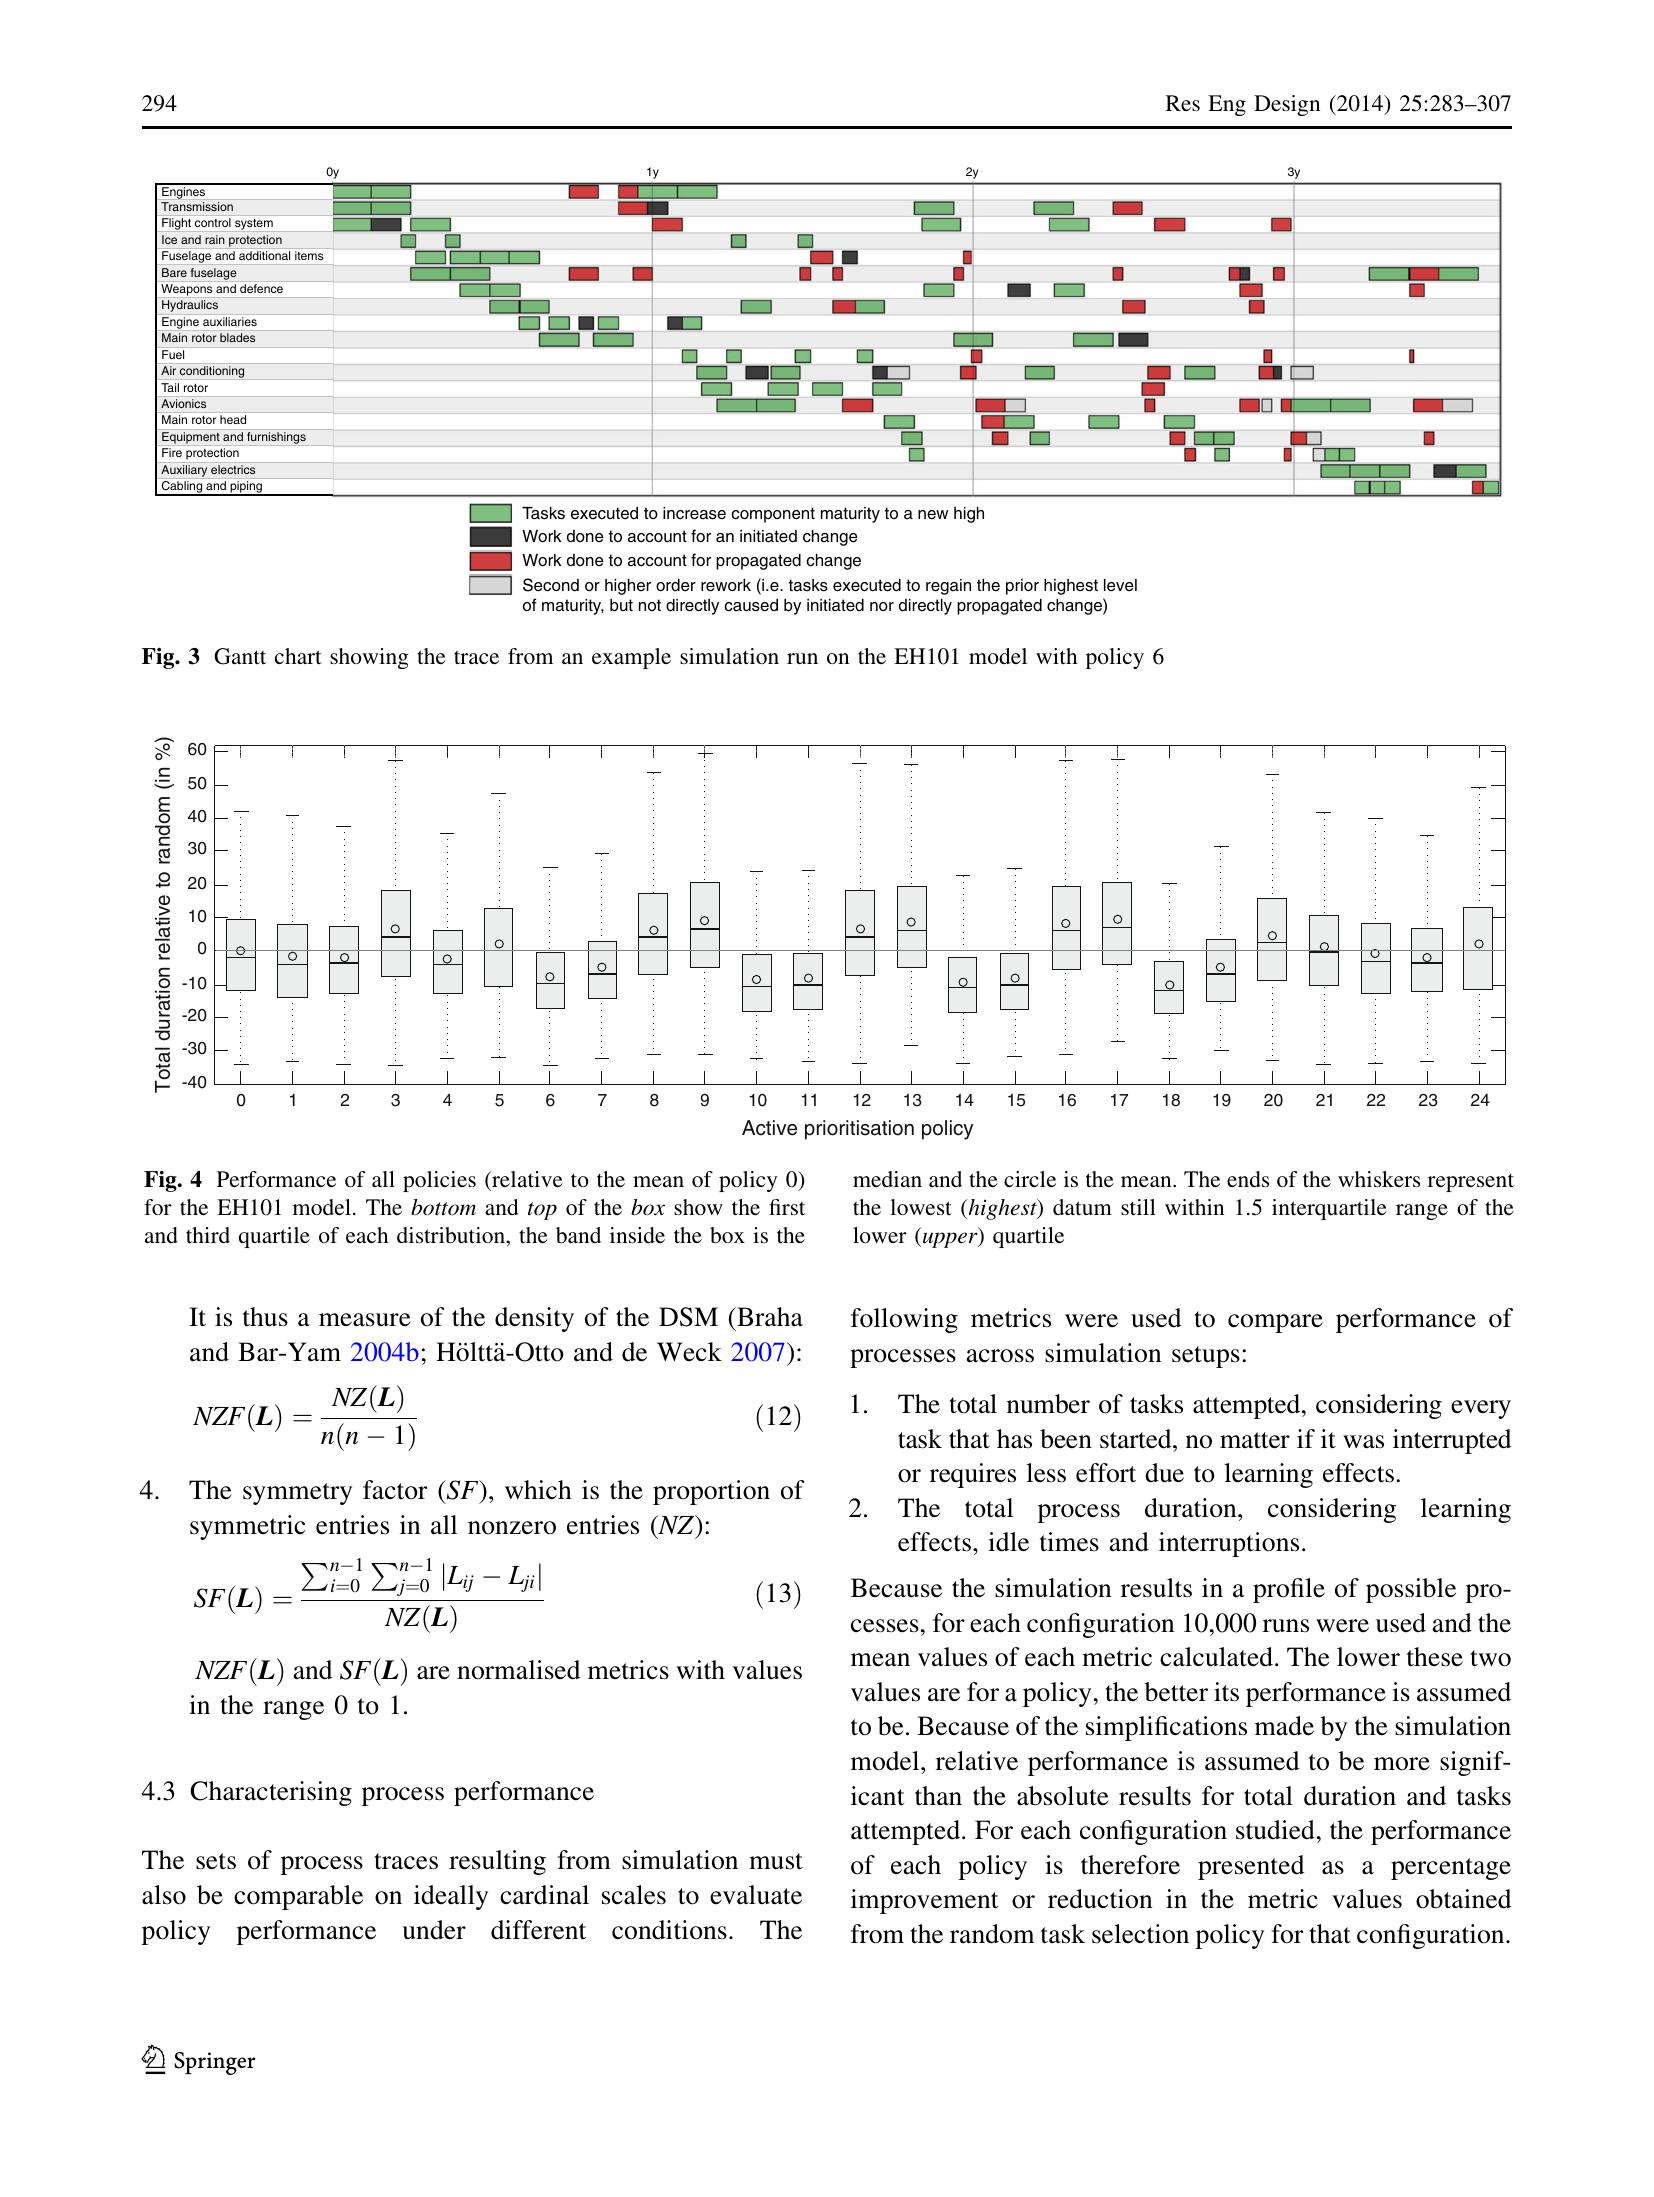 294
Res Eng Design (2014) 25:283–307
0y 1y 2y 3y
Engines
Transmission
Flight control system
Ice and rain protection
Fuselage and additional items
Bare fuselage
Weapons and defence
Hydraulics
Engine auxiliaries
Main rotor blades
Fuel
Air conditioning
Tail rotor
Avionics
Main rotor head
Equipment and furnishings
Fire protection
Auxiliary electrics
Cabling and piping
Tasks executed to increase component maturity to a new high
Work done to account for an initiated change
Work done to account for propagated change
Second or higher order rework (i.e. tasks executed to regain the prior highest level
of maturity, but not directly caused by initiated nor directly propagated change)
Fig. 3 Gantt chart showing the trace from an example simulation run on the EH101 model with policy 6
Total duration relative to random (in %)
60
50
40
30
20
10
0
-10
-20
-30
-40
0 1 2 3 4 5 6 7 8 9 10 11 12 13 14 15 16 17 18 19 20 21 22 23 24
Active prioritisation policy
Fig. 4 Performance of all policies (relative to the mean of policy 0)
for the EH101 model. The bottom and top of the box show the first
and third quartile of each distribution, the band inside the box is the
median and the circle is the mean. The ends of the whiskers represent
the lowest (highest) datum still within 1.5 interquartile range of the
lower (upper) quartile
It is thus a measure of the density of the DSM (Braha
and Bar-Yam 2004b; Hölttä-Otto and de Weck 2007):
NZF(L) = NZ(L) / n(n − 1) (12)
4. The symmetry factor (SF), which is the proportion of
symmetric entries in all nonzero entries (NZ):
SF(L) = ∑_{i=0}^{n−1} ∑_{j=0}^{n−1} |L_{ij} − L_{ji}| / NZ(L) (13)
NZF(L) and SF(L) are normalised metrics with values
in the range 0 to 1.
4.3 Characterising process performance
The sets of process traces resulting from simulation must
also be comparable on ideally cardinal scales to evaluate
policy performance under different conditions. The
following metrics were used to compare performance of
processes across simulation setups:
1. The total number of tasks attempted, considering every
task that has been started, no matter if it was interrupted
or requires less effort due to learning effects.
2. The total process duration, considering learning
effects, idle times and interruptions.
Because the simulation results in a profile of possible pro-
cesses, for each configuration 10,000 runs were used and the
mean values of each metric calculated. The lower these two
values are for a policy, the better its performance is assumed
to be. Because of the simplifications made by the simulation
model, relative performance is assumed to be more signif-
icant than the absolute results for total duration and tasks
attempted. For each configuration studied, the performance
of each policy is therefore presented as a percentage
improvement or reduction in the metric values obtained
from the random task selection policy for that configuration.
Springer